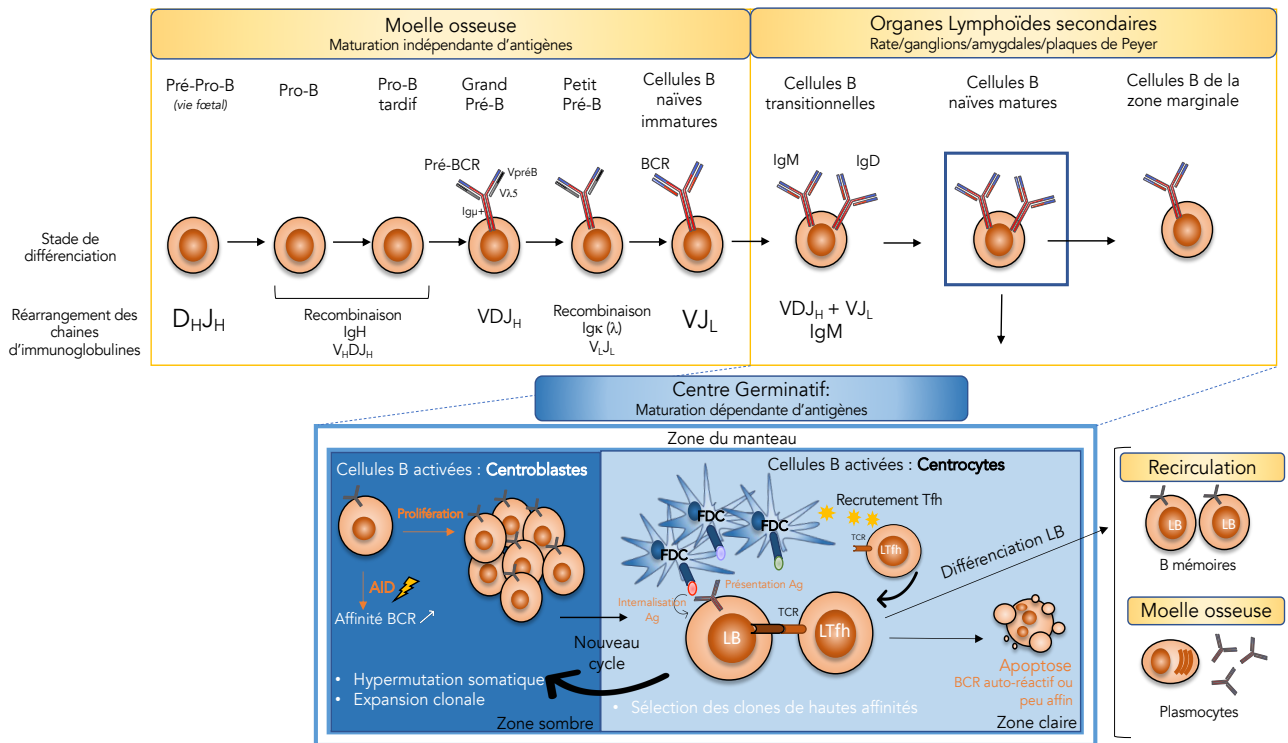 Moelle osseuse
Maturation indépendante d'antigènes
Organes Lymphoïdes secondaires
Rate/ganglions/amygdales/plaques de Peyer
Pré-Pro-B
(vie fœtal)
Pro-B
Pro-B
tardif
Grand
Pré-B
Petit
Pré-B
Cellules B
naïves
immatures
Cellules B
transitionnelles
Cellules B
naïves matures
Cellules B de la
zone marginale
Pré-BCR
VpréB
Vλ5
Igμ+
BCR
IgM
IgD
Stade de
différenciation
Réarrangement des
chaines
d'immunoglobulines
DHJH
Recombinaison
IgH
VHDJH
VDJH
Recombinaison
Igκ (λ)
VLJL
VJL
VDJH + VJL
IgM
Centre Germinatif:
Maturation dépendante d'antigènes
Zone du manteau
Cellules B activées : Centroblastes
Prolifération
AID
Affinité BCR
• Hypermutation somatique
• Expansion clonale
Zone sombre
Nouveau
cycle
Cellules B activées : Centrocytes
FDC
FDC
FDC
Recrutement Tfh
TCR
LTfh
Présentation Ag
Internalisation
Ag
LB
TCR
LTfh
Différenciation LB
Apoptose
BCR auto-réactif ou
peu affin
• Sélection des clones de hautes affinités
Zone claire
Recirculation
LB
LB
B mémoires
Moelle osseuse
Plasmocytes